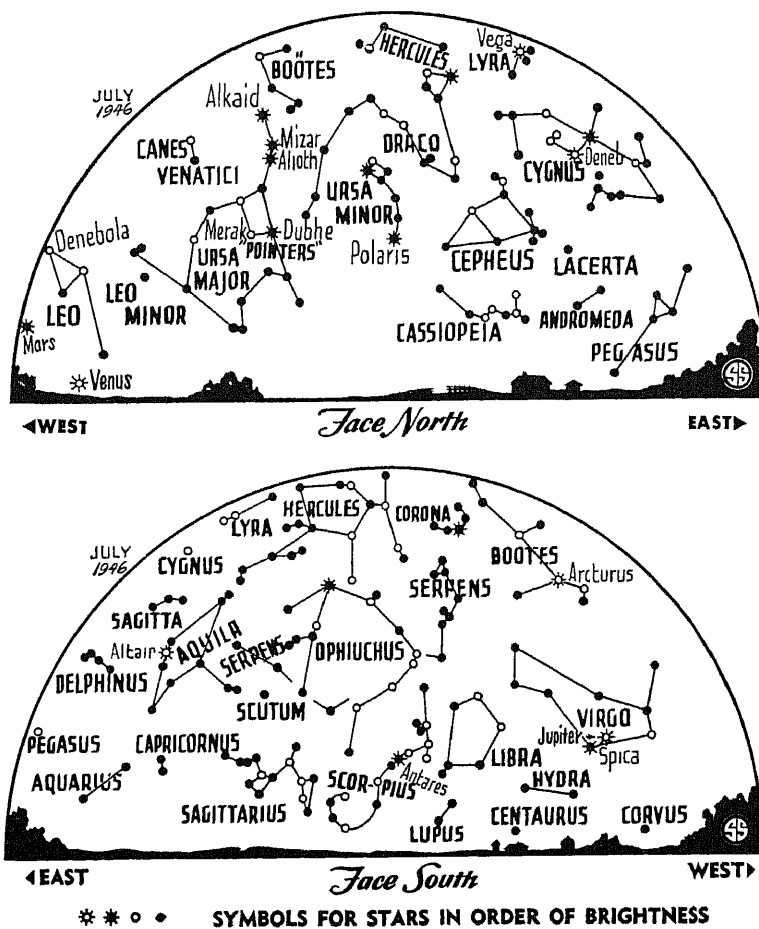 Vega
HERCULES
LYRA
BOÖTES
JULY
1946
Alkaid
CANES
VENATICI
Mizar
Alioth
DRACO
CYGNUS
Deneb
URSA
MINOR
Denebola
Merak
Dubhe
"POINTERS"
URSA
MAJOR
Polaris
CEPHEUS
LACERTA
LEO
LEO
MINOR
CASSIOPEIA
ANDROMEDA
PEGASUS
Mars
Venus
◄WEST
Face North
EAST►
HERCULES
CORONA
LYRA
JULY
1946
CYGNUS
BOOTES
Arcturus
SERPENS
SAGITTA
Altair
AQUILA
SERPENS
OPHIUCHUS
DELPHINUS
SCUTUM
VIRGO
Jupiter
Spica
PEGASUS
CAPRICORNUS
LIBRA
AQUARIUS
SCORPIUS
Antares
HYDRA
SAGITTARIUS
LUPUS
CENTAURUS
CORVUS
◄EAST
Face South
WEST►
SYMBOLS FOR STARS IN ORDER OF BRIGHTNESS